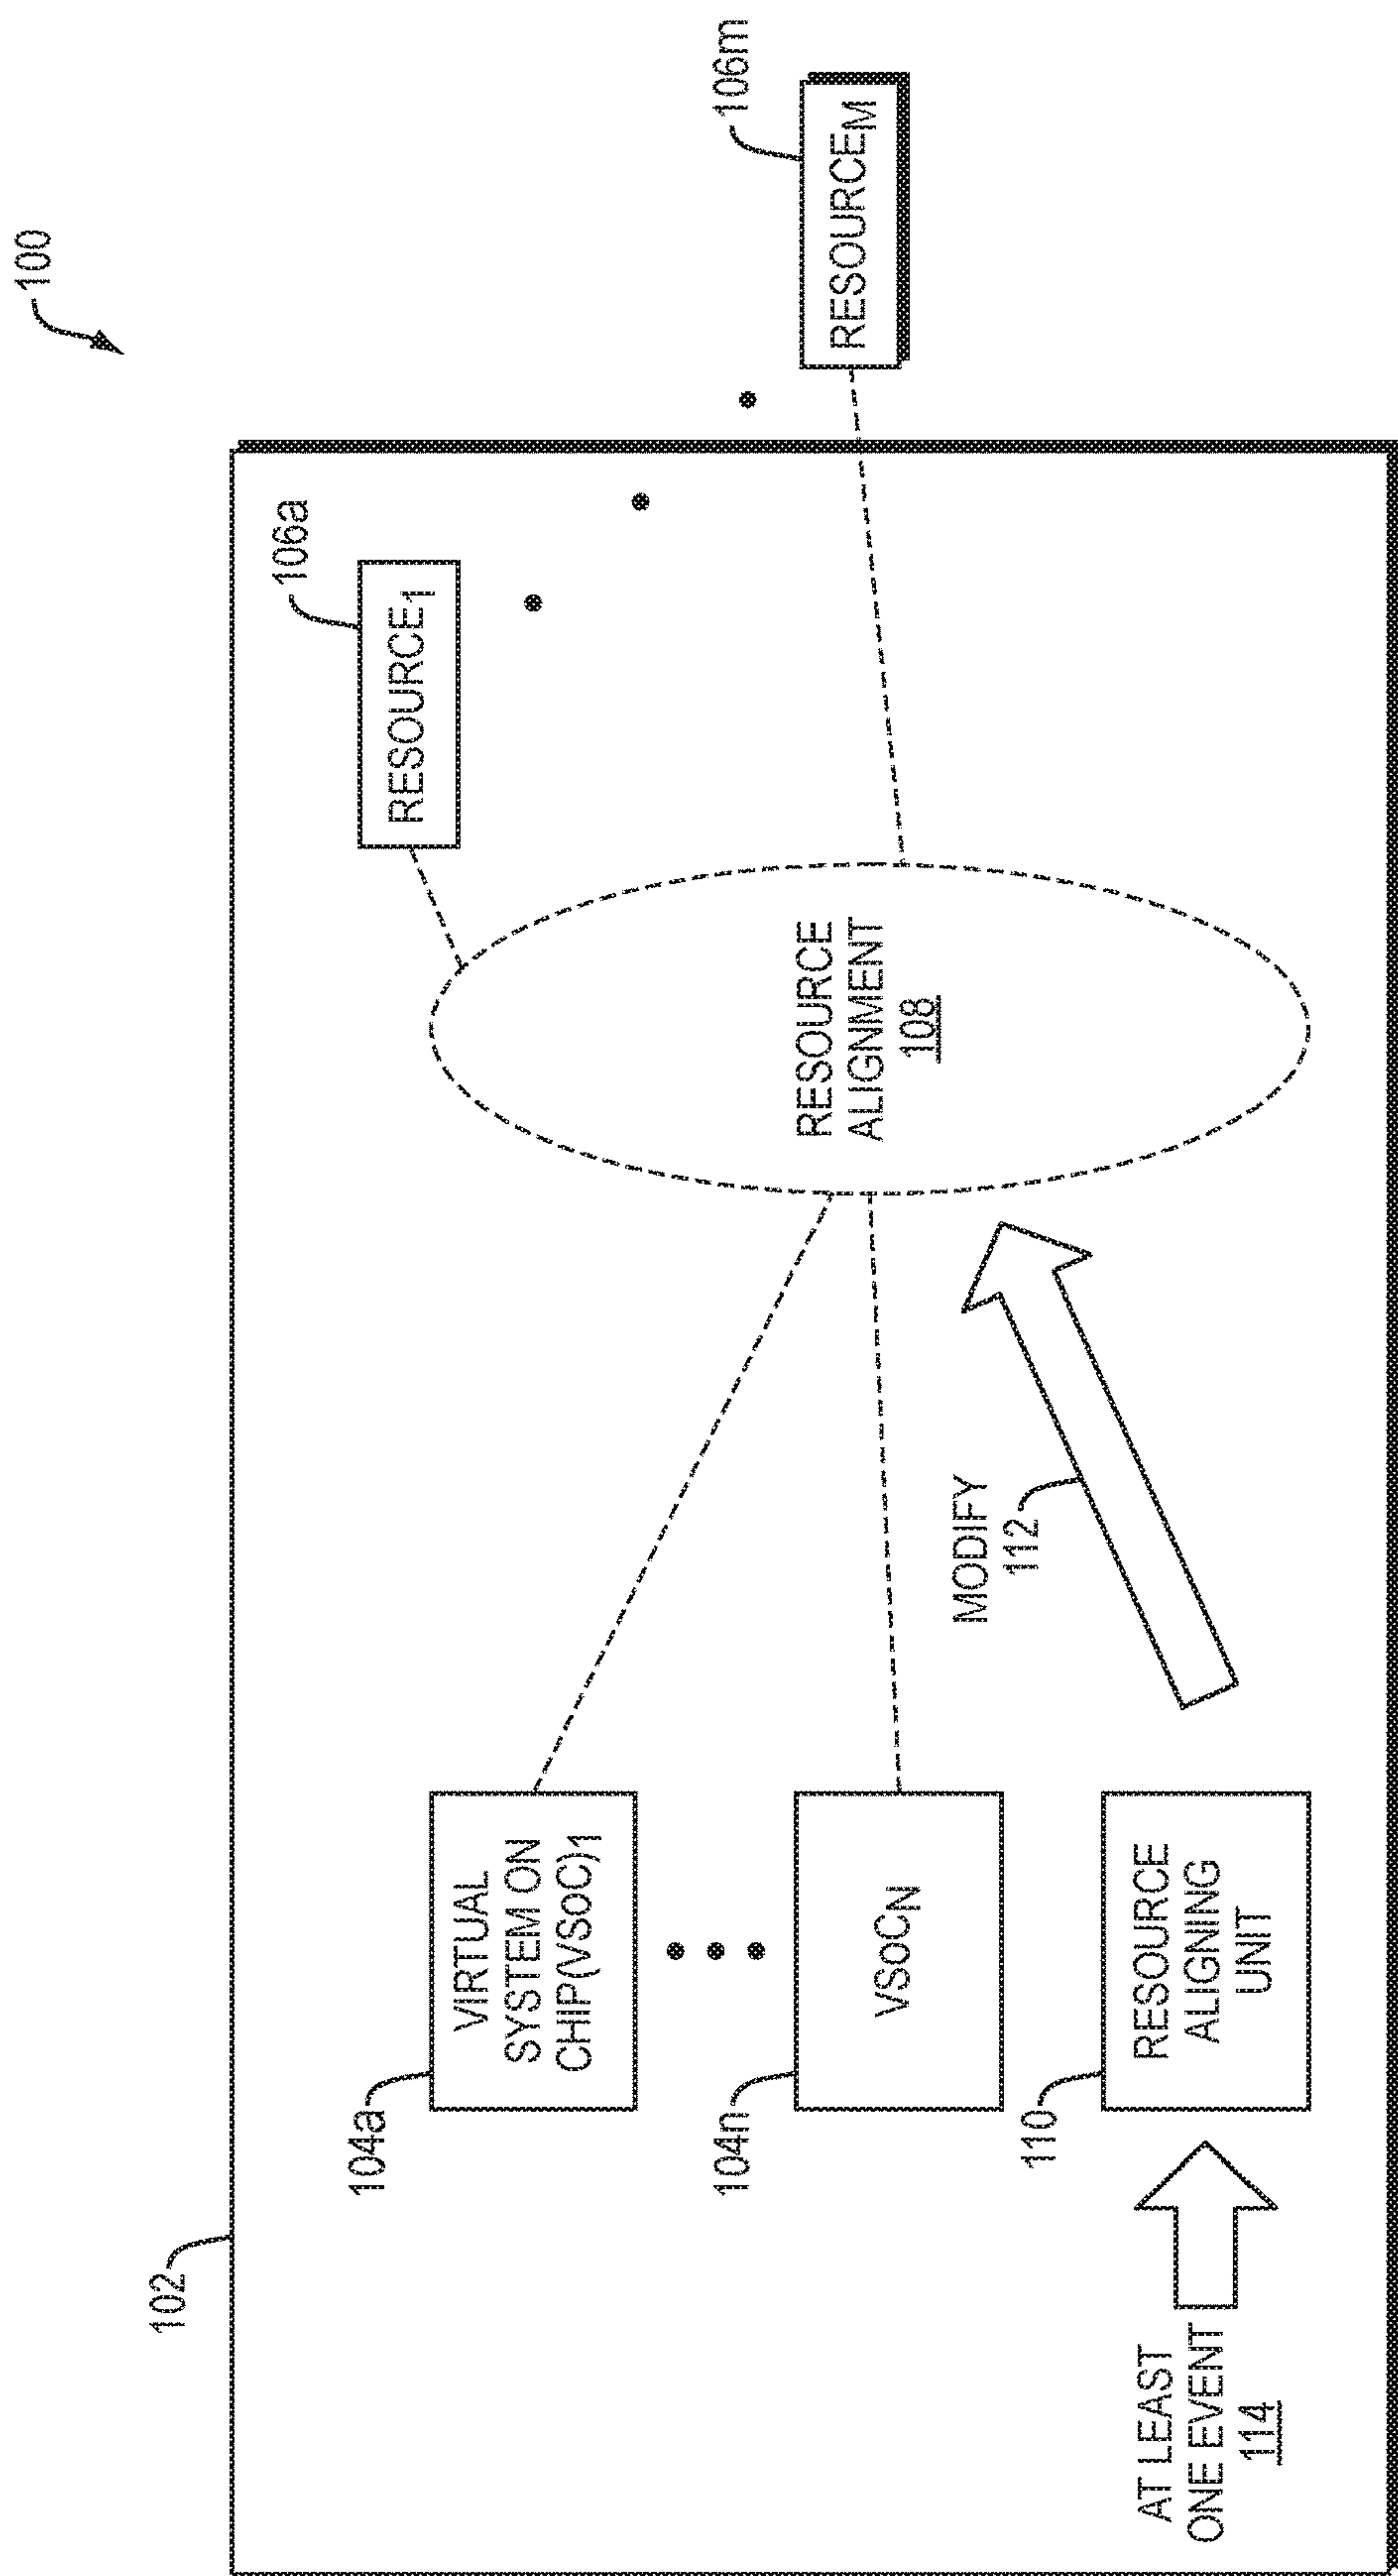 100
102
106a
RESOURCE1
106m
RESOURCEM
104a
VIRTUAL
SYSTEM ON
CHIP(VSoC)1
104n
VSoCN
RESOURCE
ALIGNMENT
108
MODIFY
112
110
RESOURCE
ALIGNING
UNIT
AT LEAST
ONE EVENT
114